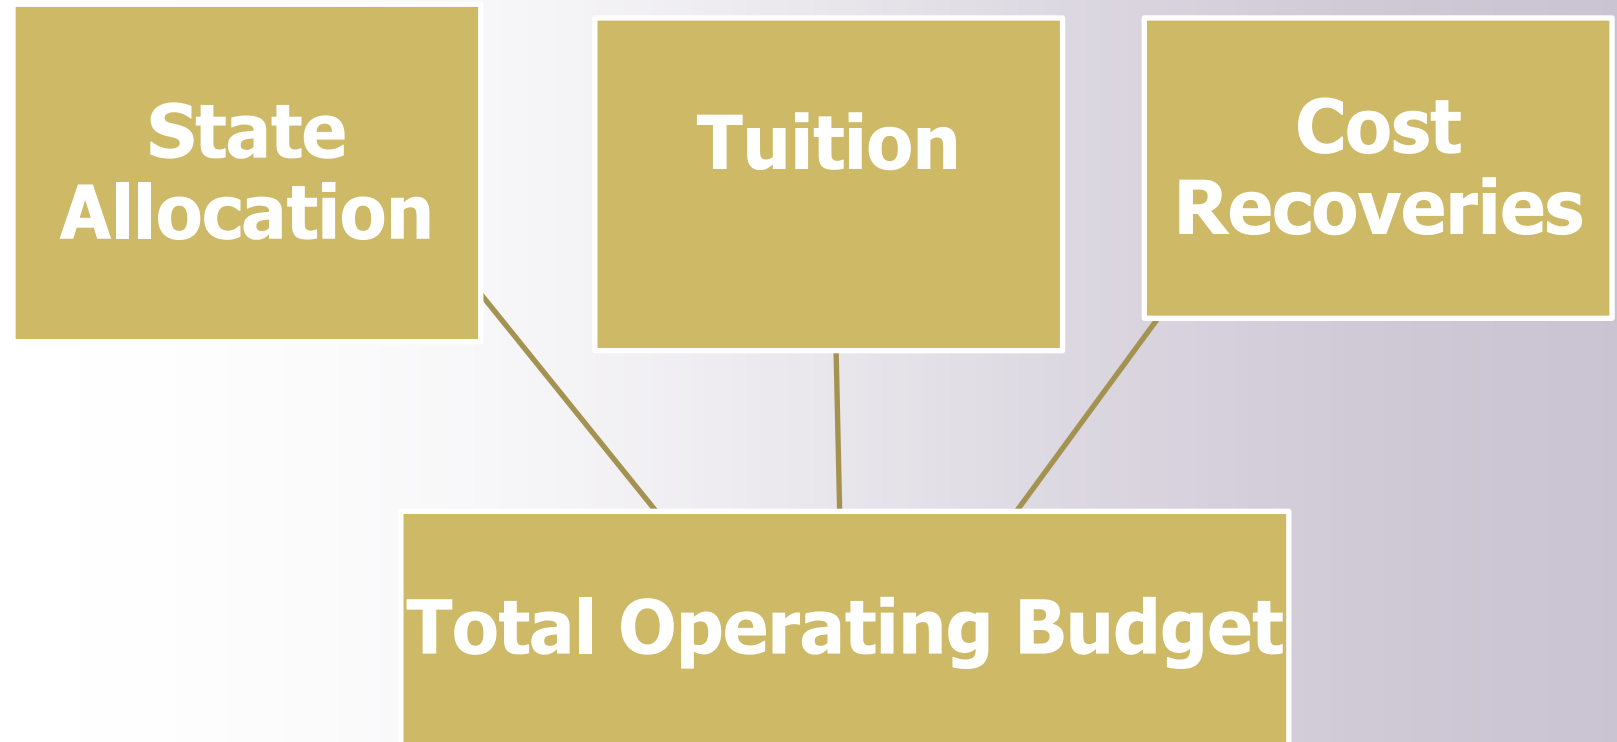 State
Allocation
Tuition
Cost
Recoveries
Total Operating Budget